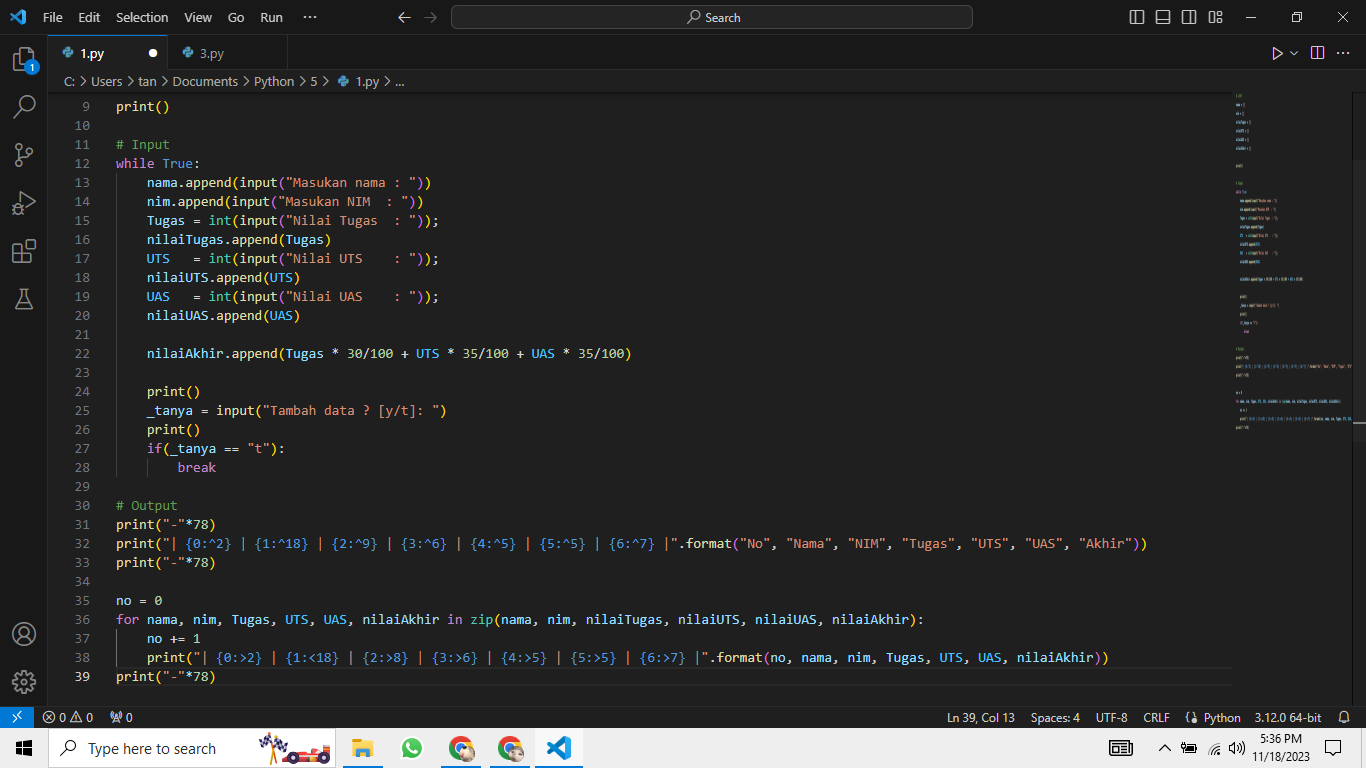 File Edit Selection View Go Run ··· Search
1.py 3.py
1
C: > Users > tan > Documents > Python > 5 > 1.py > ...
9 print()
10
11 # Input
12 while True:
13     nama.append(input("Masukan nama : "))
14     nim.append(input("Masukan NIM  : "))
15     Tugas = int(input("Nilai Tugas  : "));
16     nilaiTugas.append(Tugas)
17     UTS   = int(input("Nilai UTS    : "));
18     nilaiUTS.append(UTS)
19     UAS   = int(input("Nilai UAS    : "));
20     nilaiUAS.append(UAS)
21
22     nilaiAkhir.append(Tugas * 30/100 + UTS * 35/100 + UAS * 35/100)
23
24     print()
25     _tanya = input("Tambah data ? [y/t]: ")
26     print()
27     if(_tanya == "t"):
28         break
29
30 # Output
31 print("-"*78)
32 print("| {0:^2} | {1:^18} | {2:^9} | {3:^6} | {4:^5} | {5:^5} | {6:^7} |".format("No", "Nama", "NIM", "Tugas", "UTS", "UAS", "Akhir"))
33 print("-"*78)
34
35 no = 0
36 for nama, nim, Tugas, UTS, UAS, nilaiAkhir in zip(nama, nim, nilaiTugas, nilaiUTS, nilaiUAS, nilaiAkhir):
37     no += 1
38     print("| {0:>2} | {1:<18} | {2:>8} | {3:>6} | {4:>5} | {5:>5} | {6:>7} |".format(no, nama, nim, Tugas, UTS, UAS, nilaiAkhir))
39 print("-"*78)
0 0 0 Ln 39, Col 13 Spaces: 4 UTF-8 CRLF Python 3.12.0 64-bit
Type here to search
5:36 PM
11/18/2023